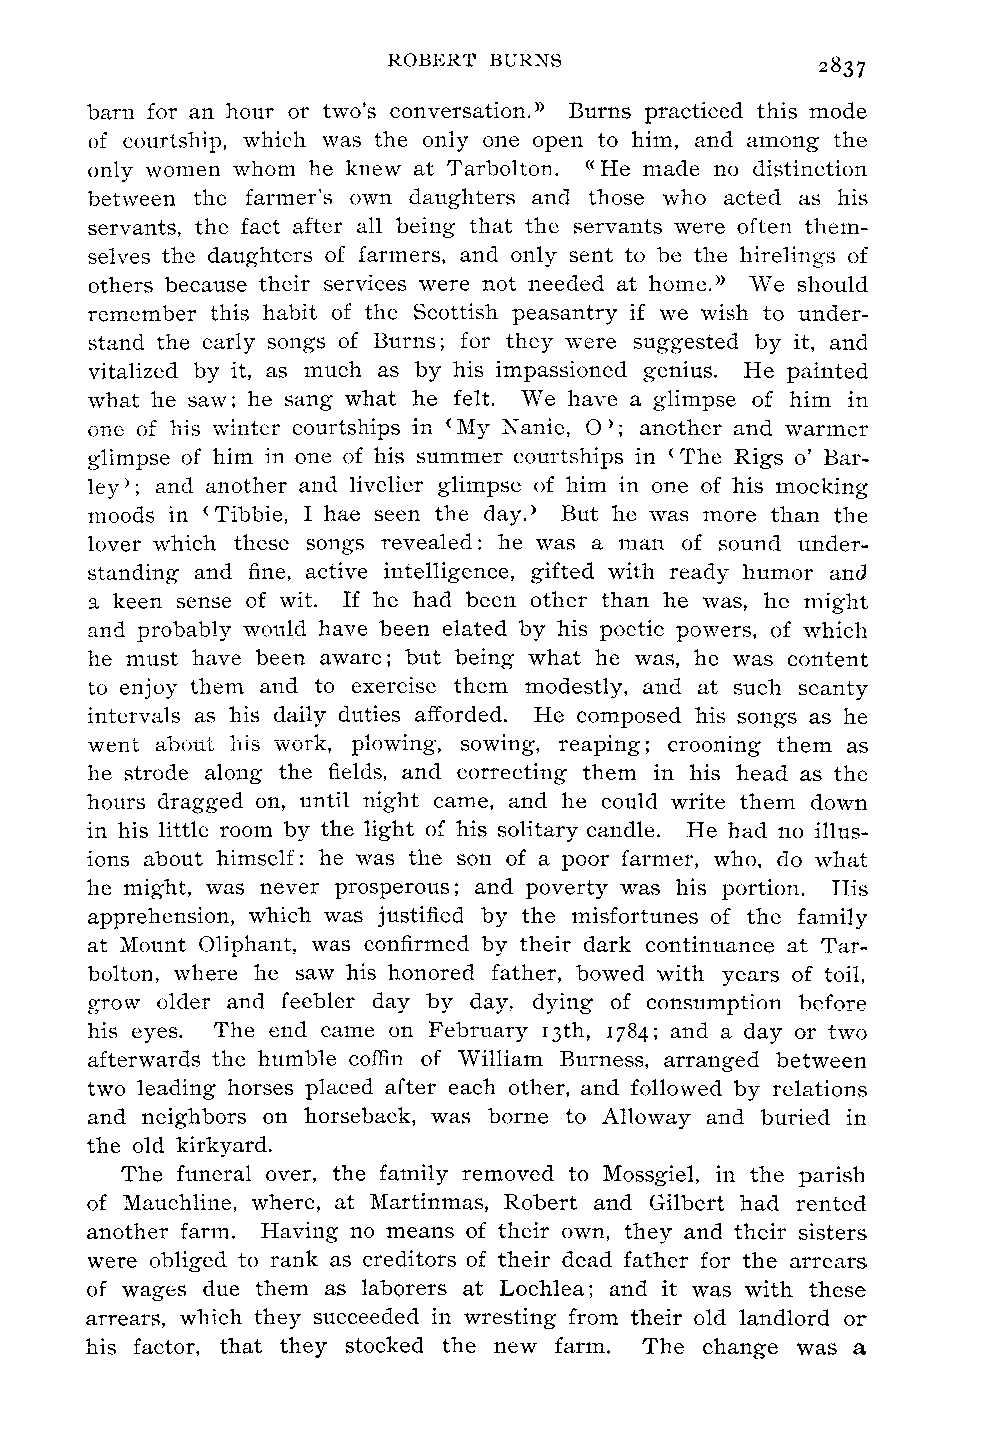 ROBERT BURNS 2837
barn for an hour or two's conversation.» Burns practiced this mode
of courtship, which was the only one open to him, and among the
only women whom he knew at Tarbolton. «He made no distinction
between the farmer's own daughters and those who acted as his
servants, the fact after all being that the servants were often them-
selves the daughters of farmers, and only sent to be the hirelings of
others because their services were not needed at home.» We should
remember this habit of the Scottish peasantry if we wish to under-
stand the early songs of Burns; for they were suggested by it, and
vitalized by it, as much as by his impassioned genius. He painted
what he saw; he sang what he felt. We have a glimpse of him in
one of his winter courtships in ‹My Nanie, O›; another and warmer
glimpse of him in one of his summer courtships in ‹The Rigs o' Bar-
ley›; and another and livelier glimpse of him in one of his mocking
moods in ‹Tibbie, I hae seen the day.› But he was more than the
lover which these songs revealed: he was a man of sound under-
standing and fine, active intelligence, gifted with ready humor and
a keen sense of wit. If he had been other than he was, he might
and probably would have been elated by his poetic powers, of which
he must have been aware; but being what he was, he was content
to enjoy them and to exercise them modestly, and at such scanty
intervals as his daily duties afforded. He composed his songs as he
went about his work, plowing, sowing, reaping; crooning them as
he strode along the fields, and correcting them in his head as the
hours dragged on, until night came, and he could write them down
in his little room by the light of his solitary candle. He had no illus-
ions about himself: he was the son of a poor farmer, who, do what
he might, was never prosperous; and poverty was his portion. His
apprehension, which was justified by the misfortunes of the family
at Mount Oliphant, was confirmed by their dark continuance at Tar-
bolton, where he saw his honored father, bowed with years of toil,
grow older and feebler day by day, dying of consumption before
his eyes. The end came on February 13th, 1784; and a day or two
afterwards the humble coffin of William Burness, arranged between
two leading horses placed after each other, and followed by relations
and neighbors on horseback, was borne to Alloway and buried in
the old kirkyard.
The funeral over, the family removed to Mossgiel, in the parish
of Mauchline, where, at Martinmas, Robert and Gilbert had rented
another farm. Having no means of their own, they and their sisters
were obliged to rank as creditors of their dead father for the arrears
of wages due them as laborers at Lochlea; and it was with these
arrears, which they succeeded in wresting from their old landlord or
his factor, that they stocked the new farm. The change was a